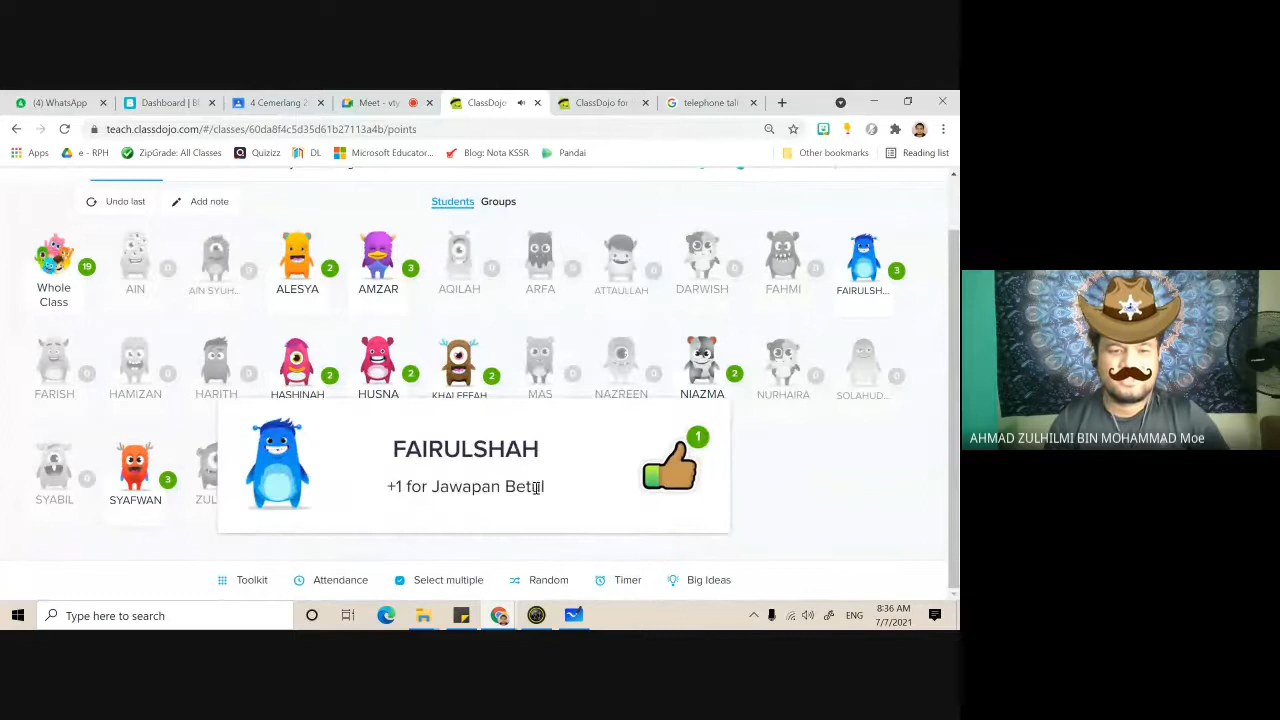 (4) WhatsApp
Dashboard | Bl
4 Cemerlang 2
Meet - vty
ClassDojo
ClassDojo for
telephone tali
teach.classdojo.com/#/classes/60da8f4c5d35d61b27113a4b/points
Apps e - RPH ZipGrade: All Classes Quizizz DL Microsoft Educator... Blog: Nota KSSR Pandai Other bookmarks Reading list
Undo last Add note Students Groups
19 0 0 2 3 0 0 0 0 0 3
Whole Class AIN AIN SYUH... ALESYA AMZAR AQILAH ARFA ATTAULLAH DARWISH FAHMI FAIRULSH...
0 0 0 2 2 2 0 0 2 0 0
FARISH HAMIZAN HARITH HASHINAH HUSNA KHALEEFAH MAS NAZREEN NIAZMA NURHAIRA SOLAHUD...
0 3
SYABIL SYAFWAN ZUL
FAIRULSHAH
+1 for Jawapan Betul
1
Toolkit Attendance Select multiple Random Timer Big Ideas
Type here to search
ENG
8:36 AM
7/7/2021
AHMAD ZULHILMI BIN MOHAMMAD Moe